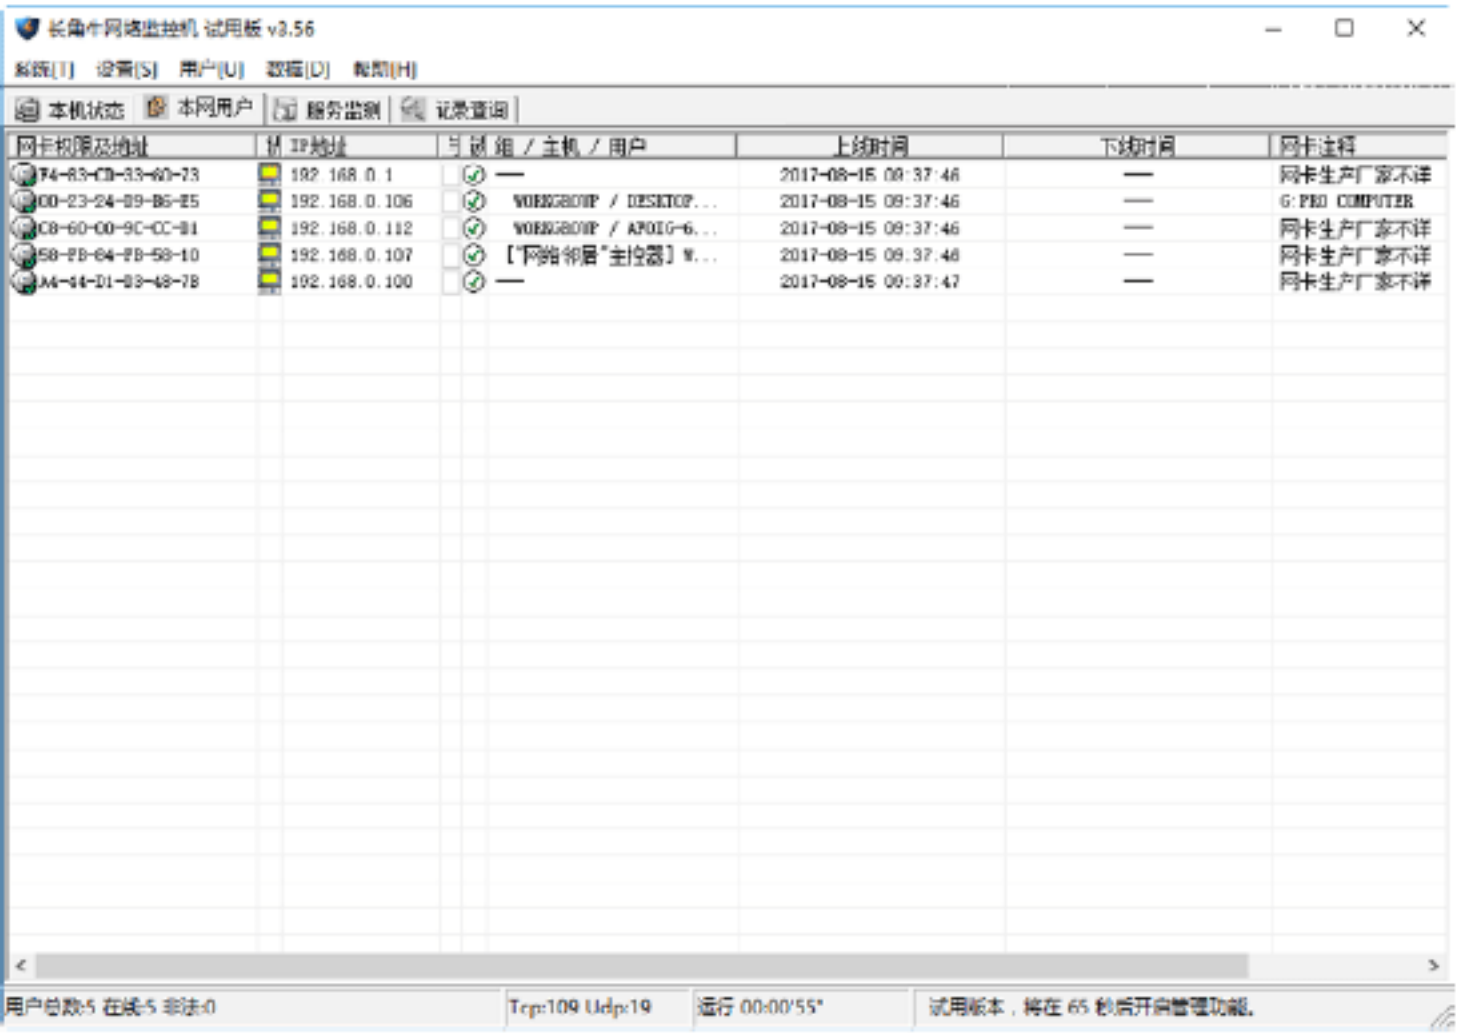 长角牛网络监控机 试用版 v3.56
系统[T] 设置[S] 用户[U] 数据[D] 帮助[H]
本机状态 本网用户 服务监测 记录查询
网卡权限及地址 IP地址 组 / 主机 / 用户 上线时间 下线时间 网卡注释
F4-83-CD-33-60-73 192.168.0.1 — 2017-08-15 09:37:46 — 网卡生产厂家不详
00-23-24-09-B6-E5 192.168.0.106 WORKGROUP / DESKTOP... 2017-08-15 09:37:46 — G-PRO COMPUTER
C8-60-00-9C-CC-D1 192.168.0.112 WORKGROUP / APOIG-6... 2017-08-15 09:37:46 — 网卡生产厂家不详
58-FB-84-FB-58-10 192.168.0.107 ["网络邻居"主控器] W... 2017-08-15 09:37:46 — 网卡生产厂家不详
A4-44-D1-03-48-7B 192.168.0.100 — 2017-08-15 09:37:47 — 网卡生产厂家不详
用户总数:5 在线:5 非法:0 Tcp:109 Udp:19 运行 00:00'55" 试用版本，将在 65 秒后开启管理功能。